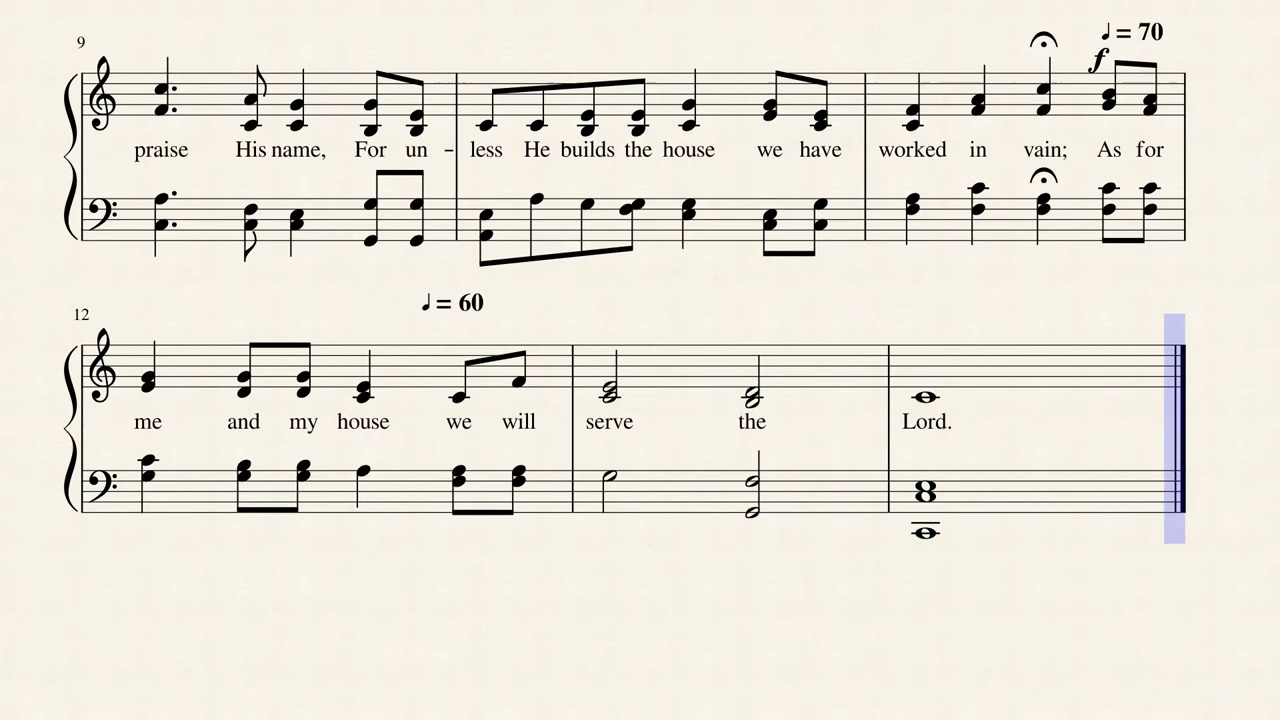 9
f ♩ = 70
praise His name, For un - less He builds the house we have worked in vain; As for
12
♩ = 60
me and my house we will serve the Lord.